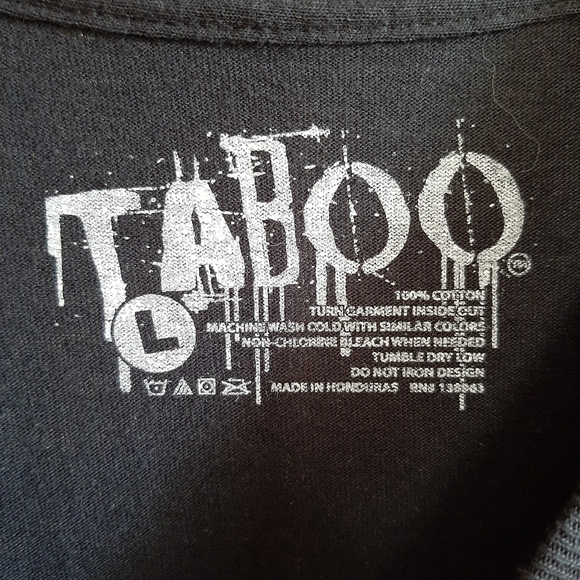 TABOO
L
100% COTTON
TURN GARMENT INSIDE OUT
MACHINE WASH COLD WITH SIMILAR COLORS
NON-CHLORINE BLEACH WHEN NEEDED
TUMBLE DRY LOW
DO NOT IRON DESIGN
MADE IN HONDURAS RN#